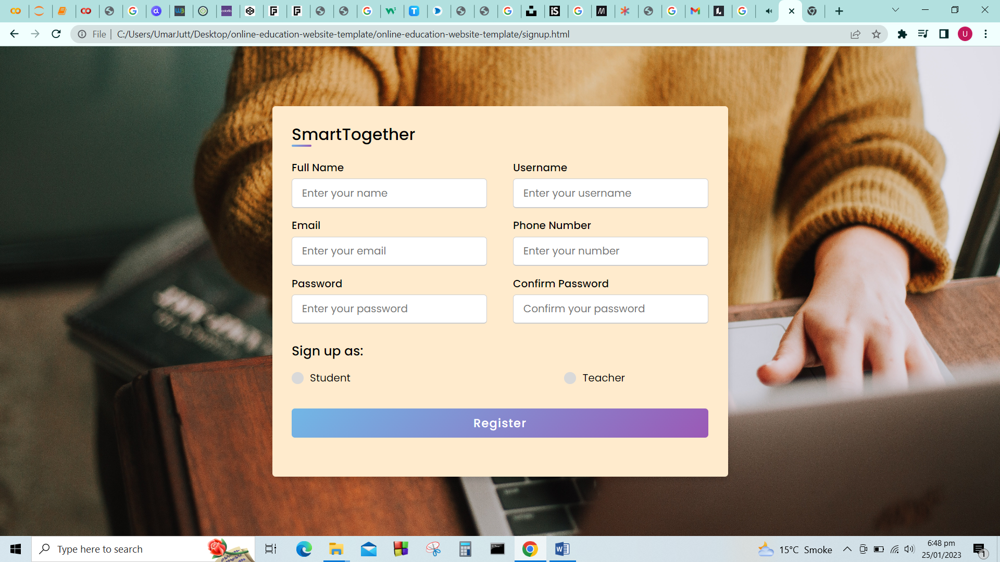 File | C:/Users/UmarJutt/Desktop/online-education-website-template/online-education-website-template/signup.html
U
SmartTogether
Full Name
Username
Enter your name
Enter your username
Email
Phone Number
Enter your email
Enter your number
Password
Confirm Password
Enter your password
Confirm your password
Sign up as:
Student
Teacher
Register
Type here to search
15°C Smoke
6:48 pm
25/01/2023
1